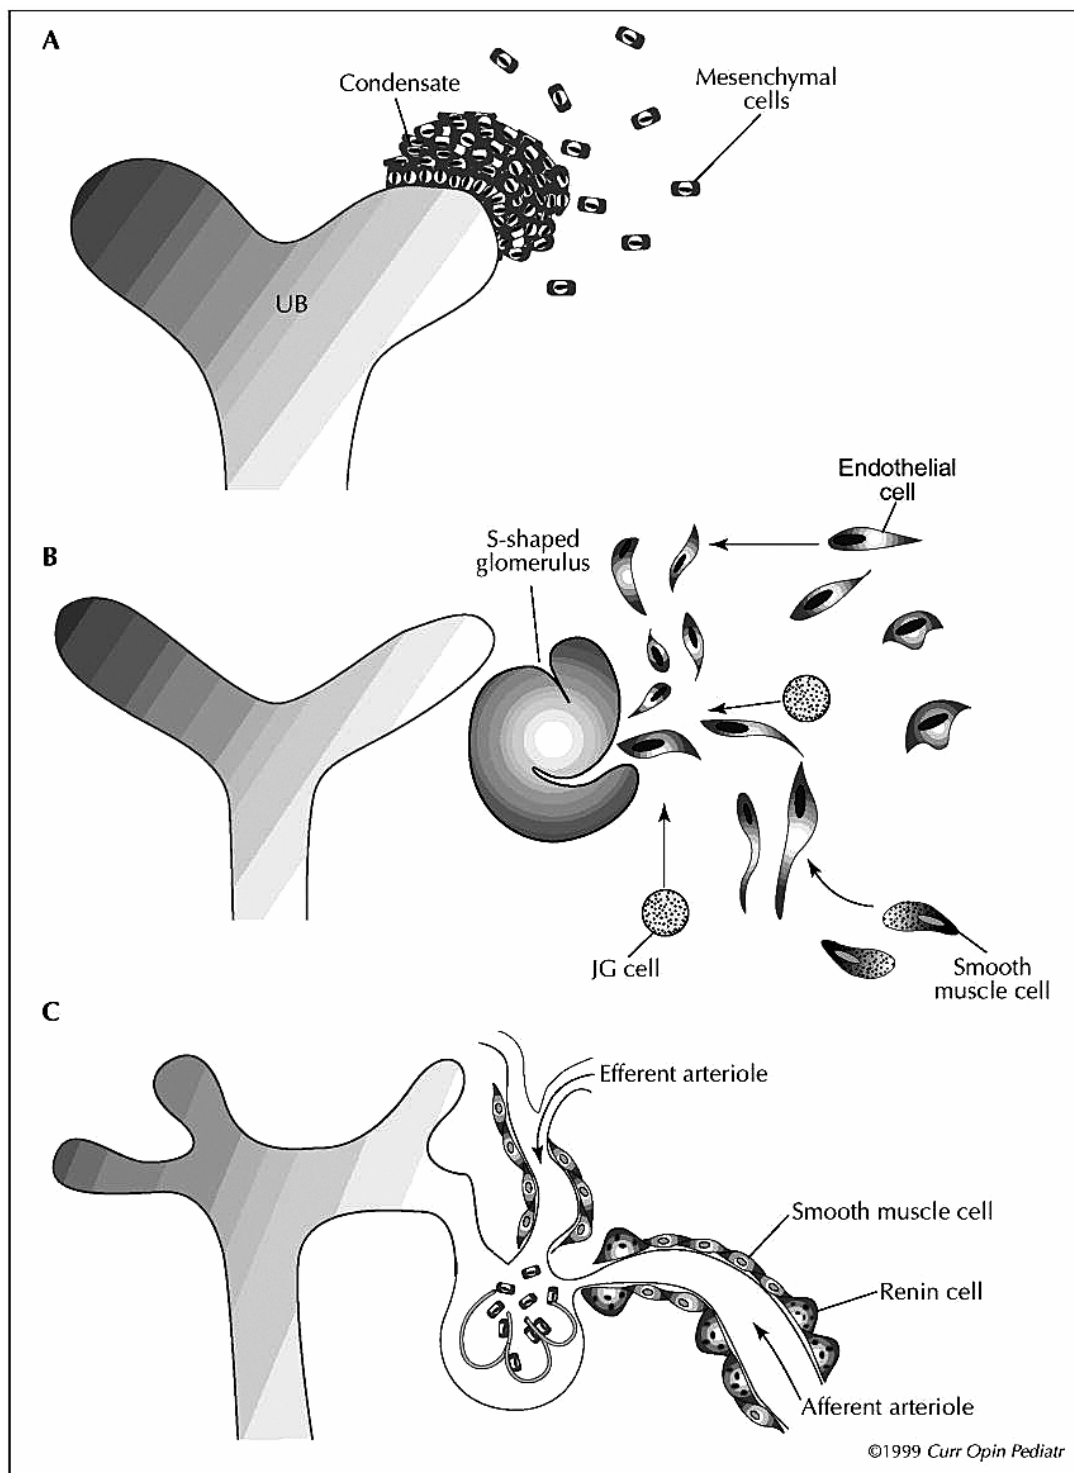 A
Condensate
Mesenchymal
cells
UB
Endothelial
cell
B
S-shaped
glomerulus
JG cell
Smooth
muscle cell
C
Efferent arteriole
Smooth muscle cell
Renin cell
Afferent arteriole
©1999 Curr Opin Pediatr